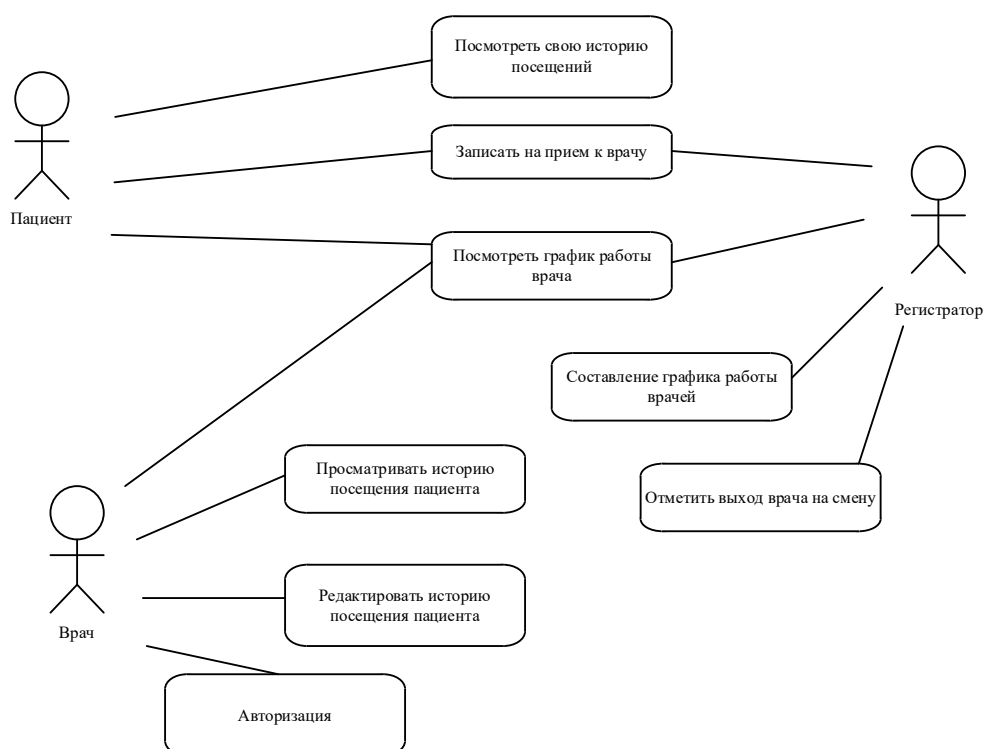 Посмотреть свою историю
посещений
Записать на прием к врачу
Пациент
Посмотреть график работы
врача
Регистратор
Составление графика работы
врачей
Просматривать историю
посещения пациента
Отметить выход врача на смену
Редактировать историю
посещения пациента
Врач
Авторизация